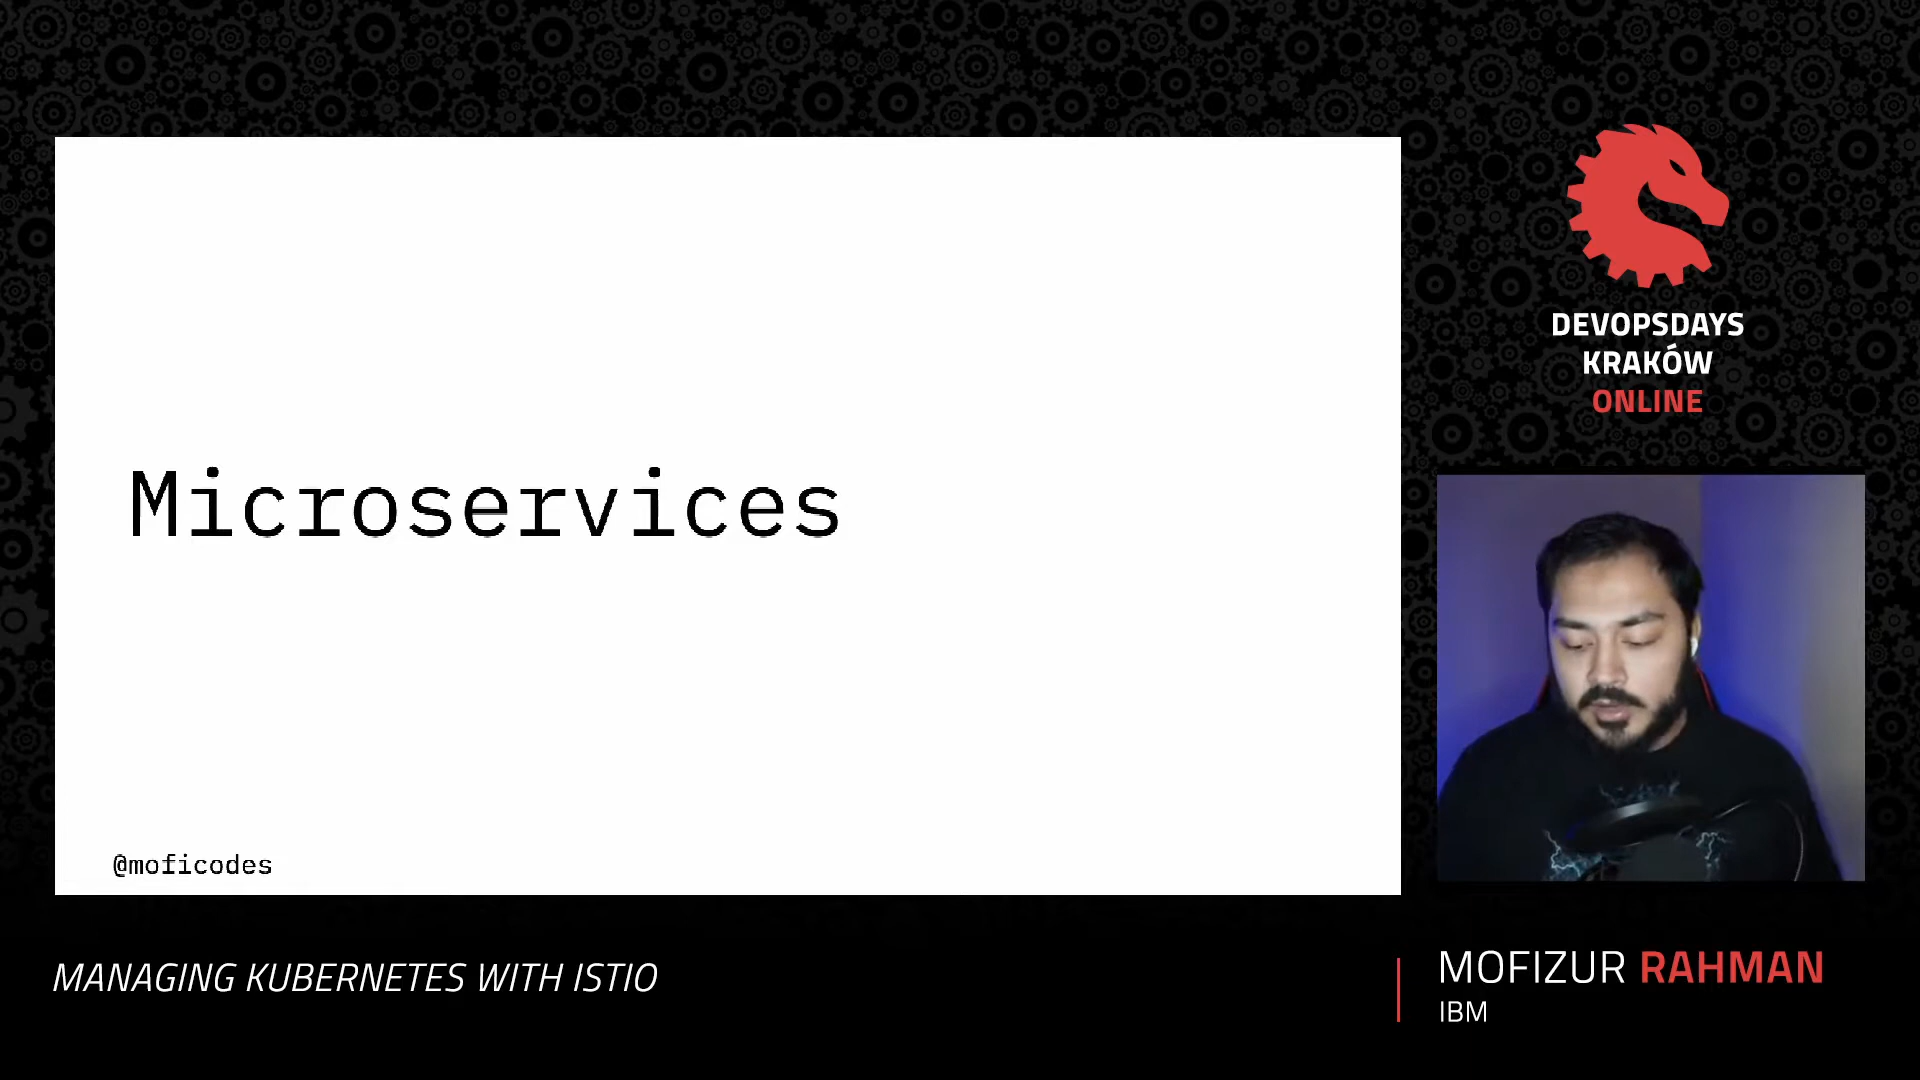 Microservices
@moficodes
DEVOPSDAYS
KRAKÓW
ONLINE
MANAGING KUBERNETES WITH ISTIO
MOFIZUR RAHMAN
IBM